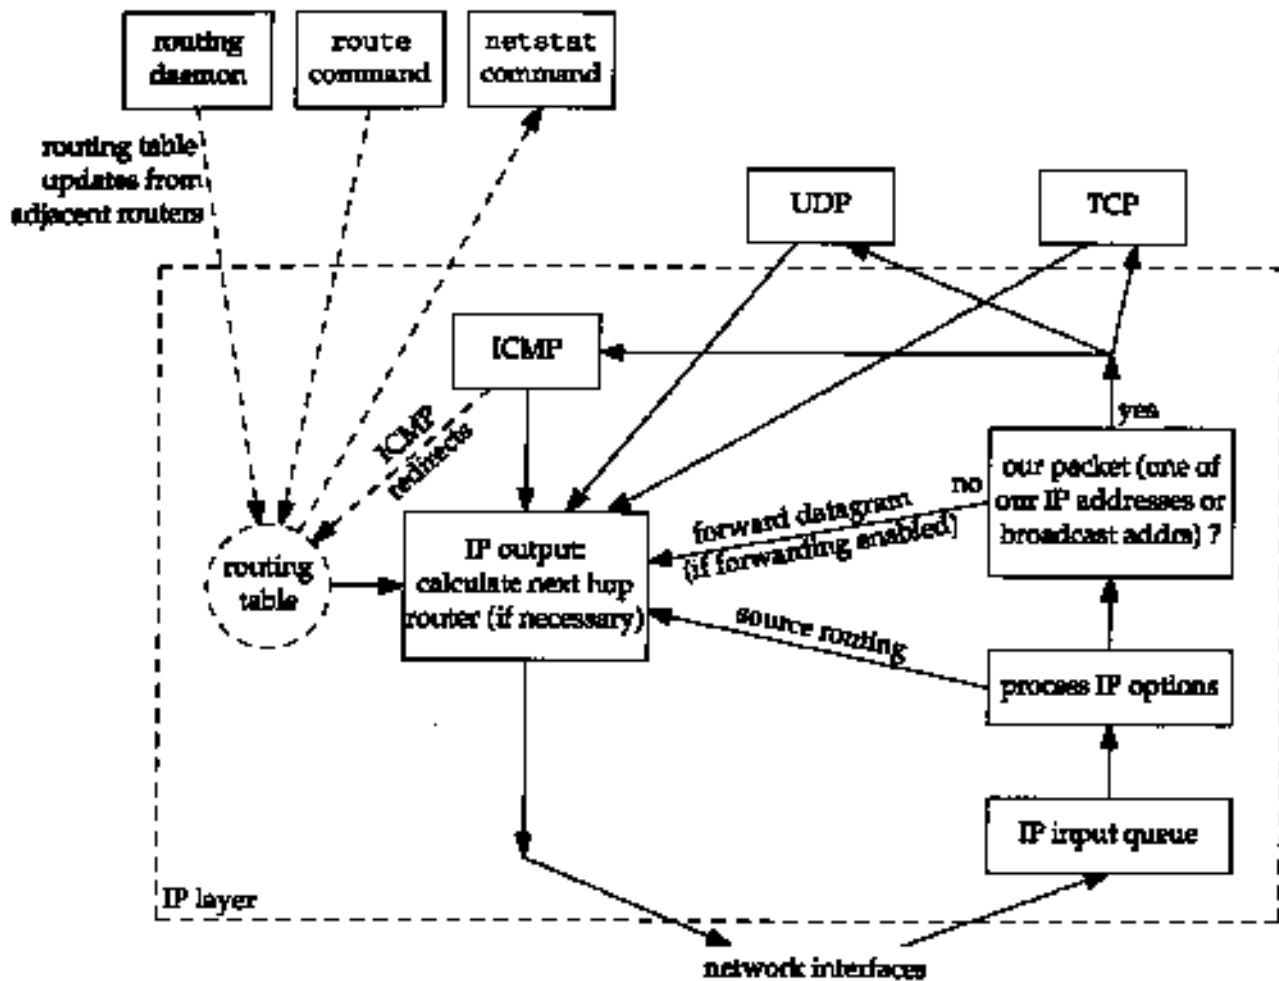 routing
daemon
route
command
netstat
command
routing table
updates from
adjacent routers
UDP
TCP
ICMP
ICMP
redirects
yes
our packet (one of
our IP addresses or
broadcast addrs) ?
no
forward datagram
(if forwarding enabled)
routing
table
IP output:
calculate next hop
router (if necessary)
source routing
process IP options
IP input queue
IP layer
network interfaces